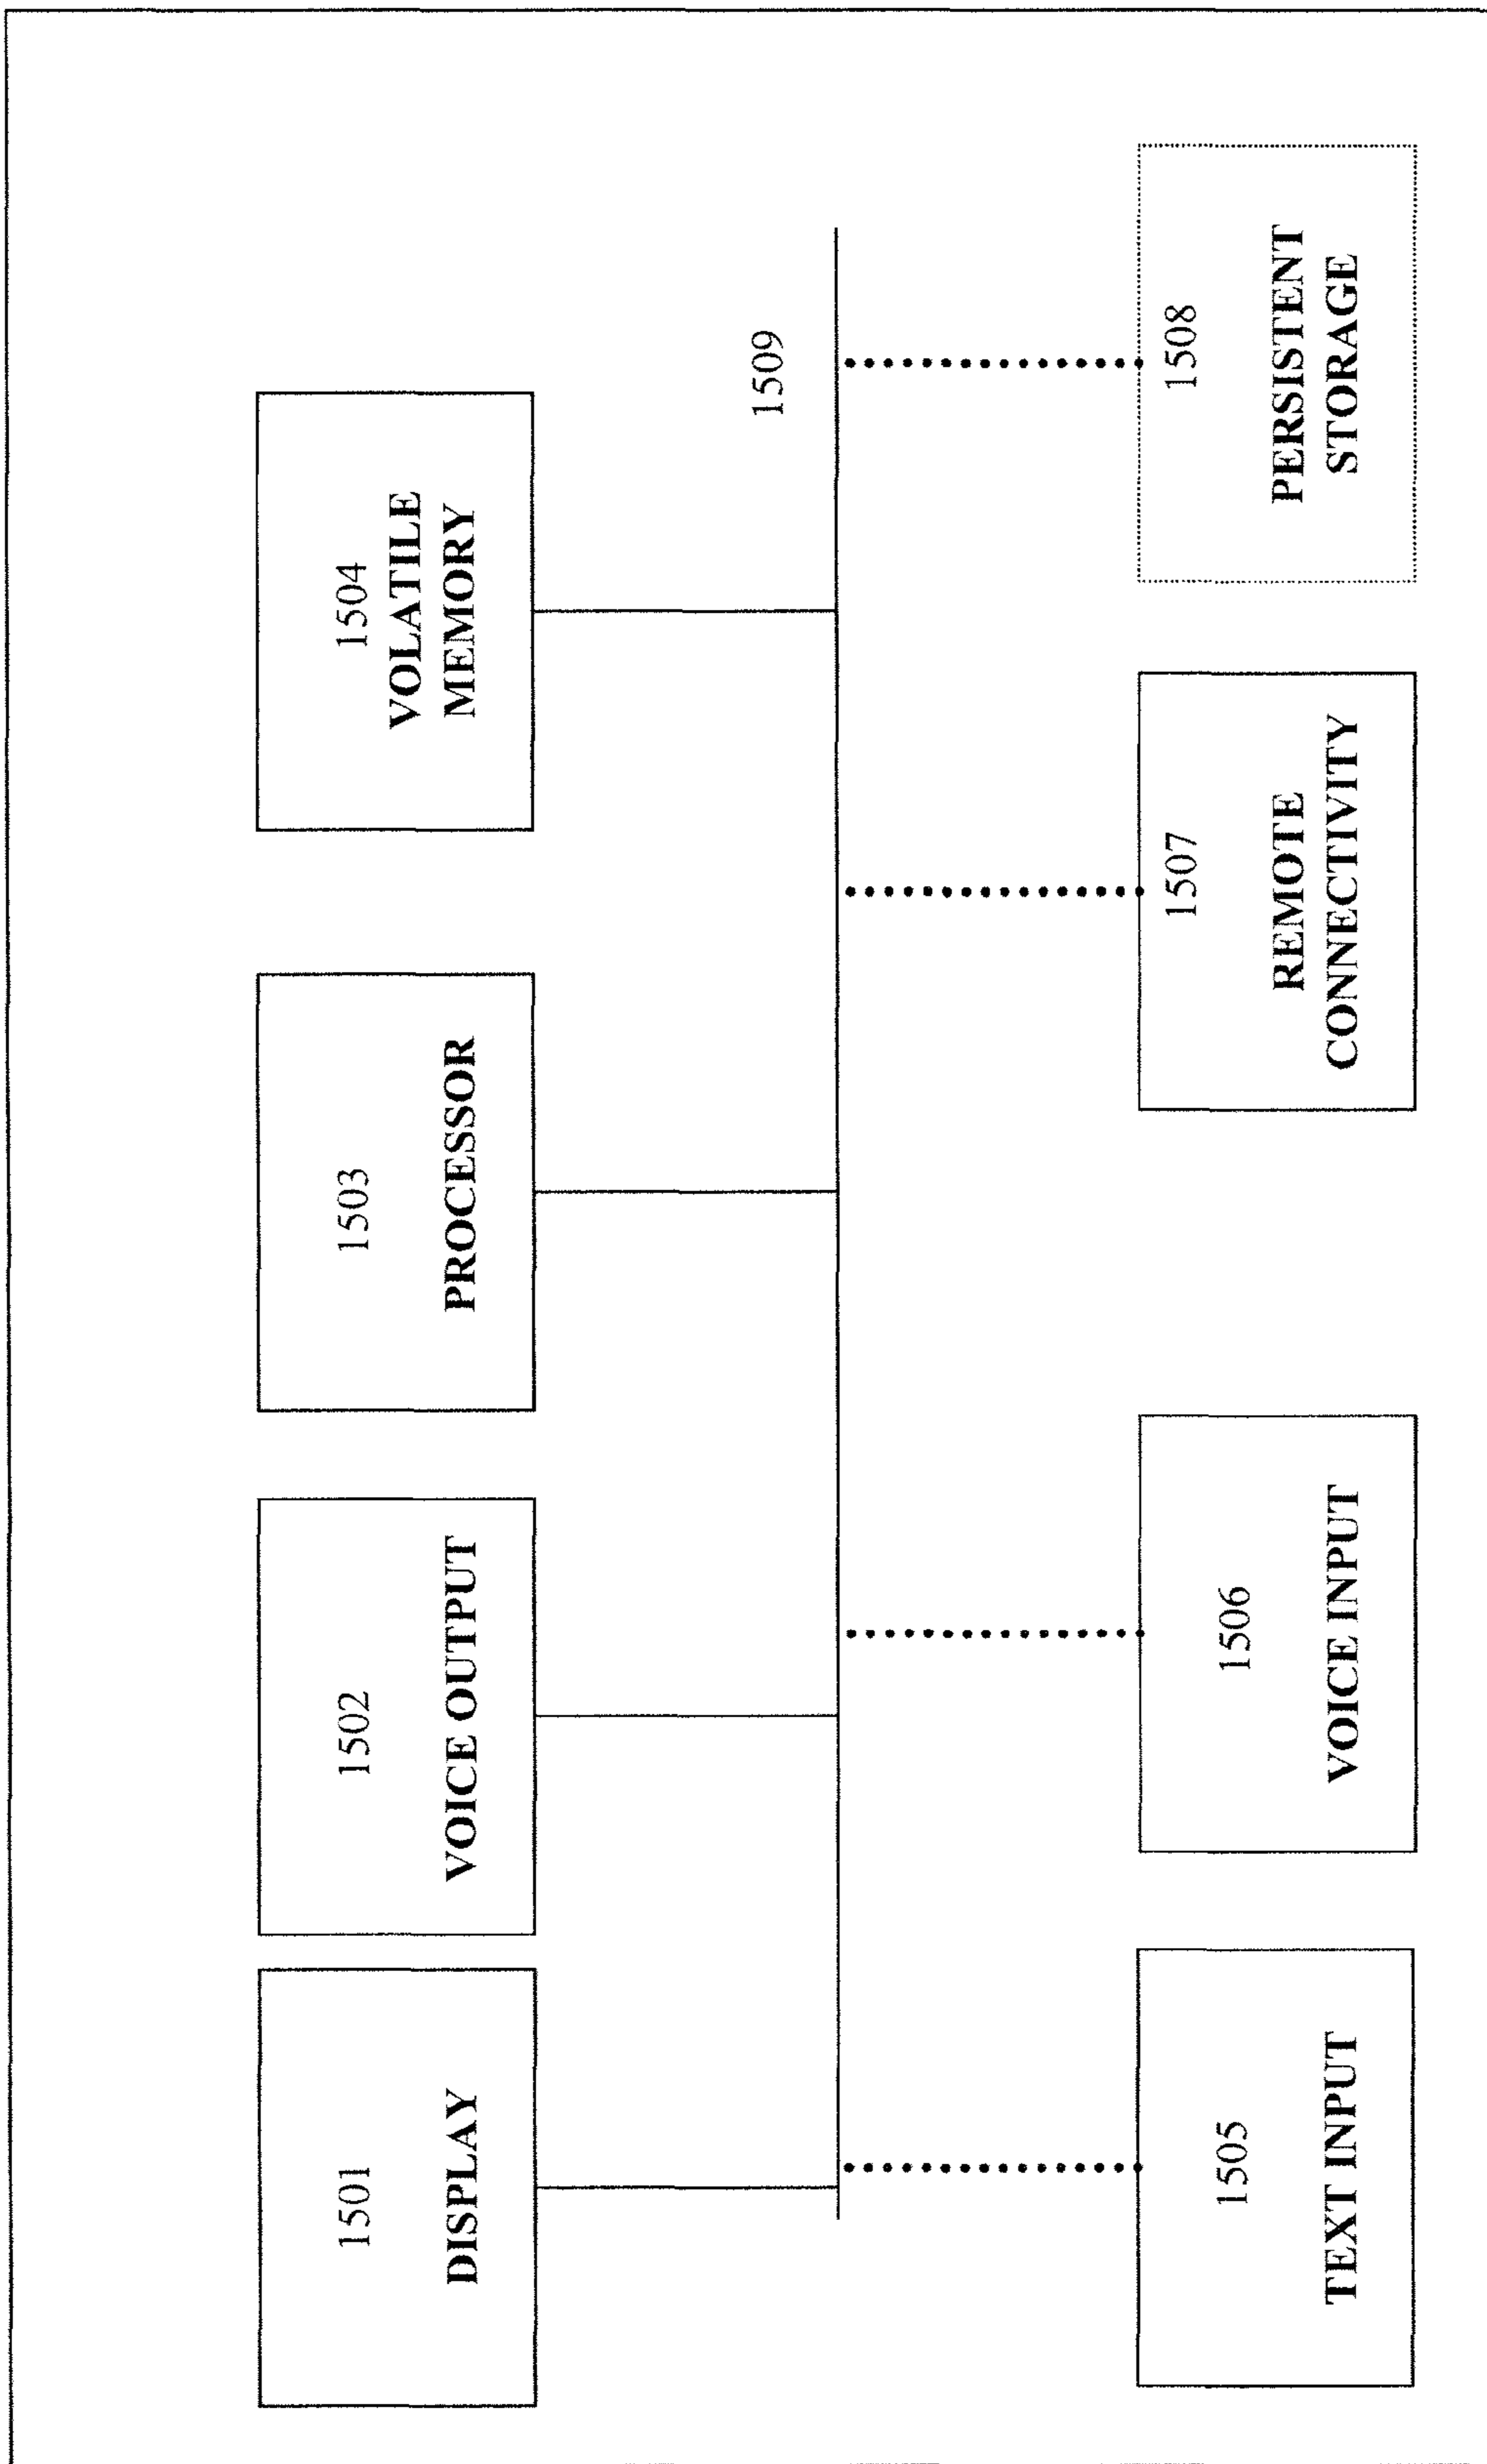 1501
DISPLAY
1502
VOICE OUTPUT
1503
PROCESSOR
1504
VOLATILE
MEMORY
1509
1505
TEXT INPUT
1506
VOICE INPUT
1507
REMOTE
CONNECTIVITY
1508
PERSISTENT
STORAGE